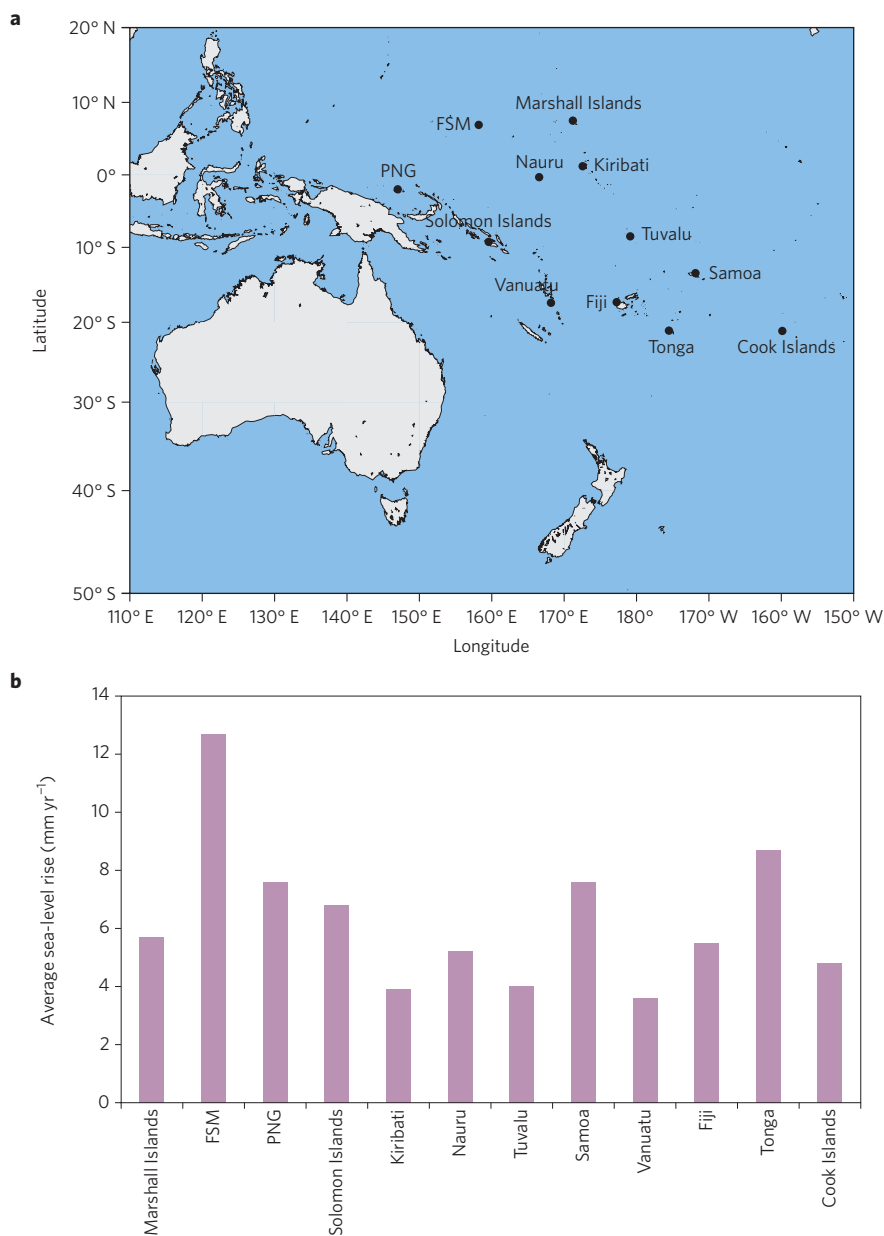 a
20° N
10° N
0°
10° S
20° S
30° S
40° S
50° S
Latitude
Marshall Islands
FSM
Nauru
Kiribati
PNG
Solomon Islands
Tuvalu
Samoa
Vanuatu
Fiji
Tonga
Cook Islands
110° E 120° E 130° E 140° E 150° E 160° E 170° E 180° 170° W 160° W 150° W
Longitude
b
14
12
10
8
6
4
2
0
Average sea-level rise (mm yr⁻¹)
Marshall Islands
FSM
PNG
Solomon Islands
Kiribati
Nauru
Tuvalu
Samoa
Vanuatu
Fiji
Tonga
Cook Islands